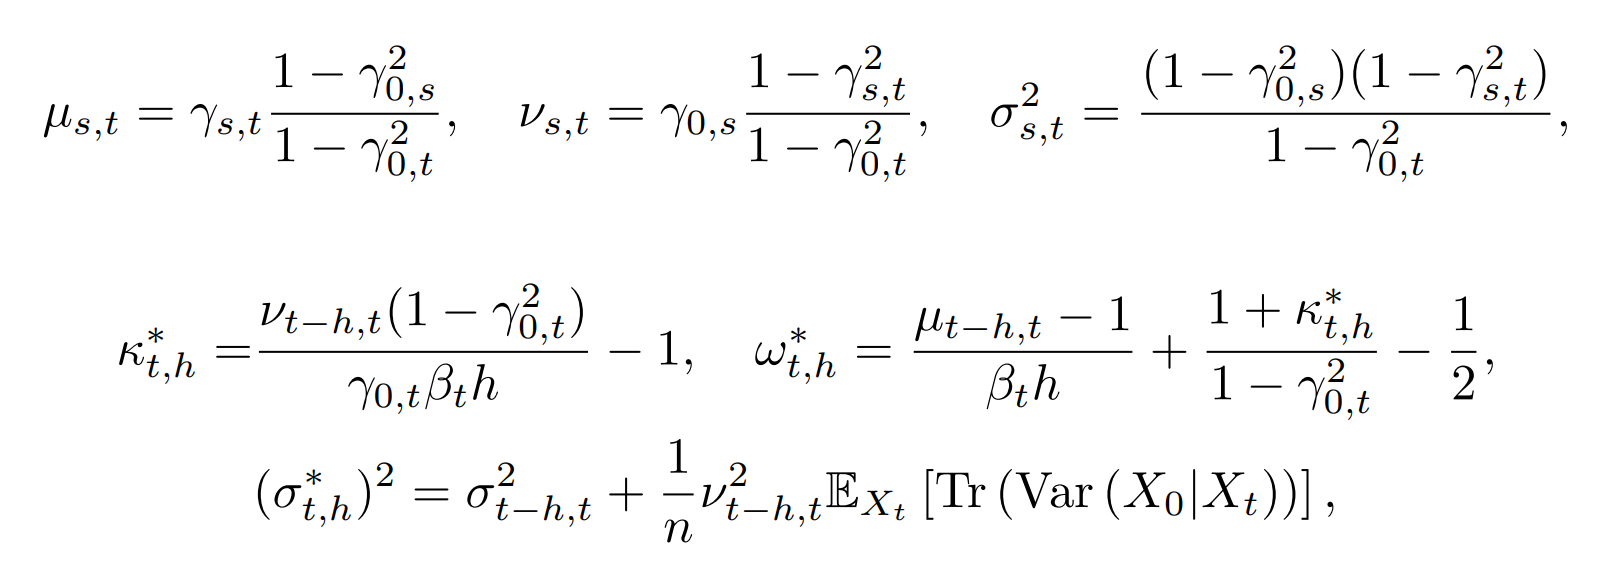 \mu_{s,t} = \gamma_{s,t} \frac{1 - \gamma_{0,s}^2}{1 - \gamma_{0,t}^2}, \quad \nu_{s,t} = \gamma_{0,s} \frac{1 - \gamma_{s,t}^2}{1 - \gamma_{0,t}^2}, \quad \sigma_{s,t}^2 = \frac{(1 - \gamma_{0,s}^2)(1 - \gamma_{s,t}^2)}{1 - \gamma_{0,t}^2},
\kappa_{t,h}^* = \frac{\nu_{t-h,t}(1 - \gamma_{0,t}^2)}{\gamma_{0,t}\beta_t h} - 1, \quad \omega_{t,h}^* = \frac{\mu_{t-h,t} - 1}{\beta_t h} + \frac{1 + \kappa_{t,h}^*}{1 - \gamma_{0,t}^2} - \frac{1}{2},
(\sigma_{t,h}^*)^2 = \sigma_{t-h,t}^2 + \frac{1}{n} \nu_{t-h,t}^2 \mathbb{E}_{X_t} \left[ \text{Tr} \left( \text{Var} \left( X_0 | X_t \right) \right) \right],